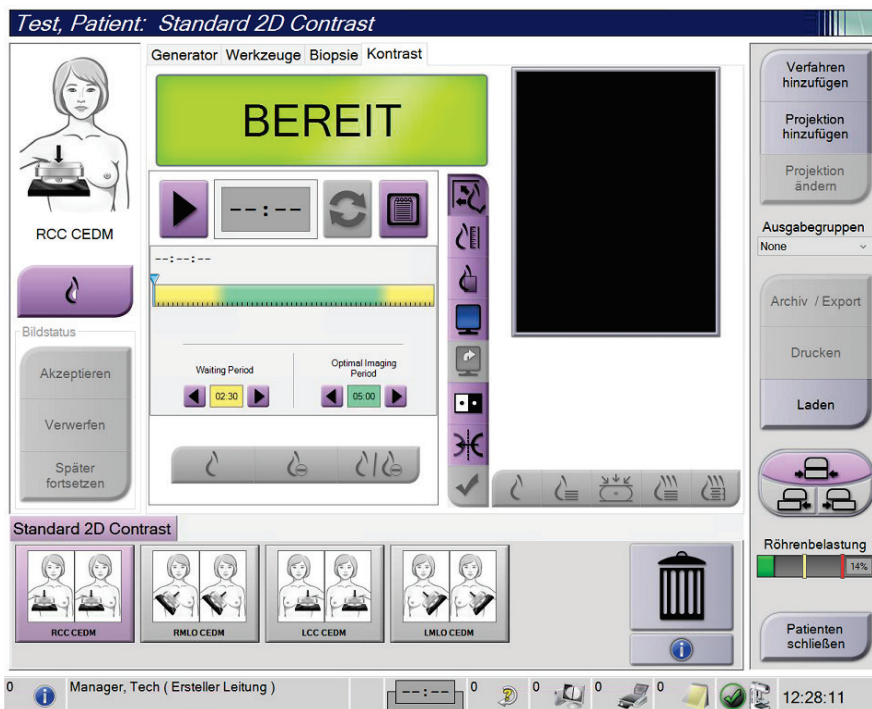 Test, Patient: Standard 2D Contrast
Generator Werkzeuge Biopsie Kontrast
BEREIT
RCC CEDM
--:--
--:--:--
Waiting Period
02:30
Optimal Imaging
Period
05:00
Bildstatus
Akzeptieren
Verwerfen
Später
fortsetzen
Verfahren
hinzufügen
Projektion
hinzufügen
Projektion
ändern
Ausgabegruppen
None
Archiv / Export
Drucken
Laden
Röhrenbelastung
14%
Patienten
schließen
Standard 2D Contrast
RCC CEDM
RMLO CEDM
LCC CEDM
LMLO CEDM
0 Manager, Tech ( Ersteller Leitung ) --:-- 0 0 0 0 12:28:11